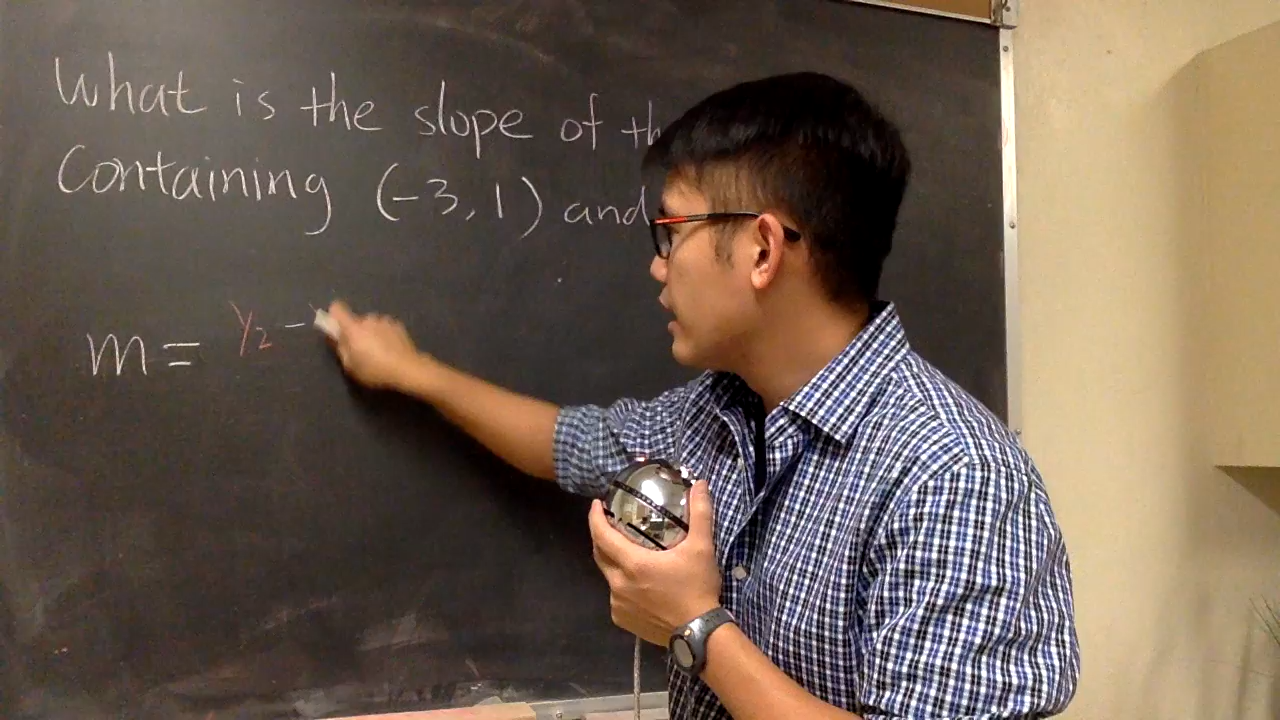 What is the slope of th
Containing (-3, 1) and
m = y₂ -